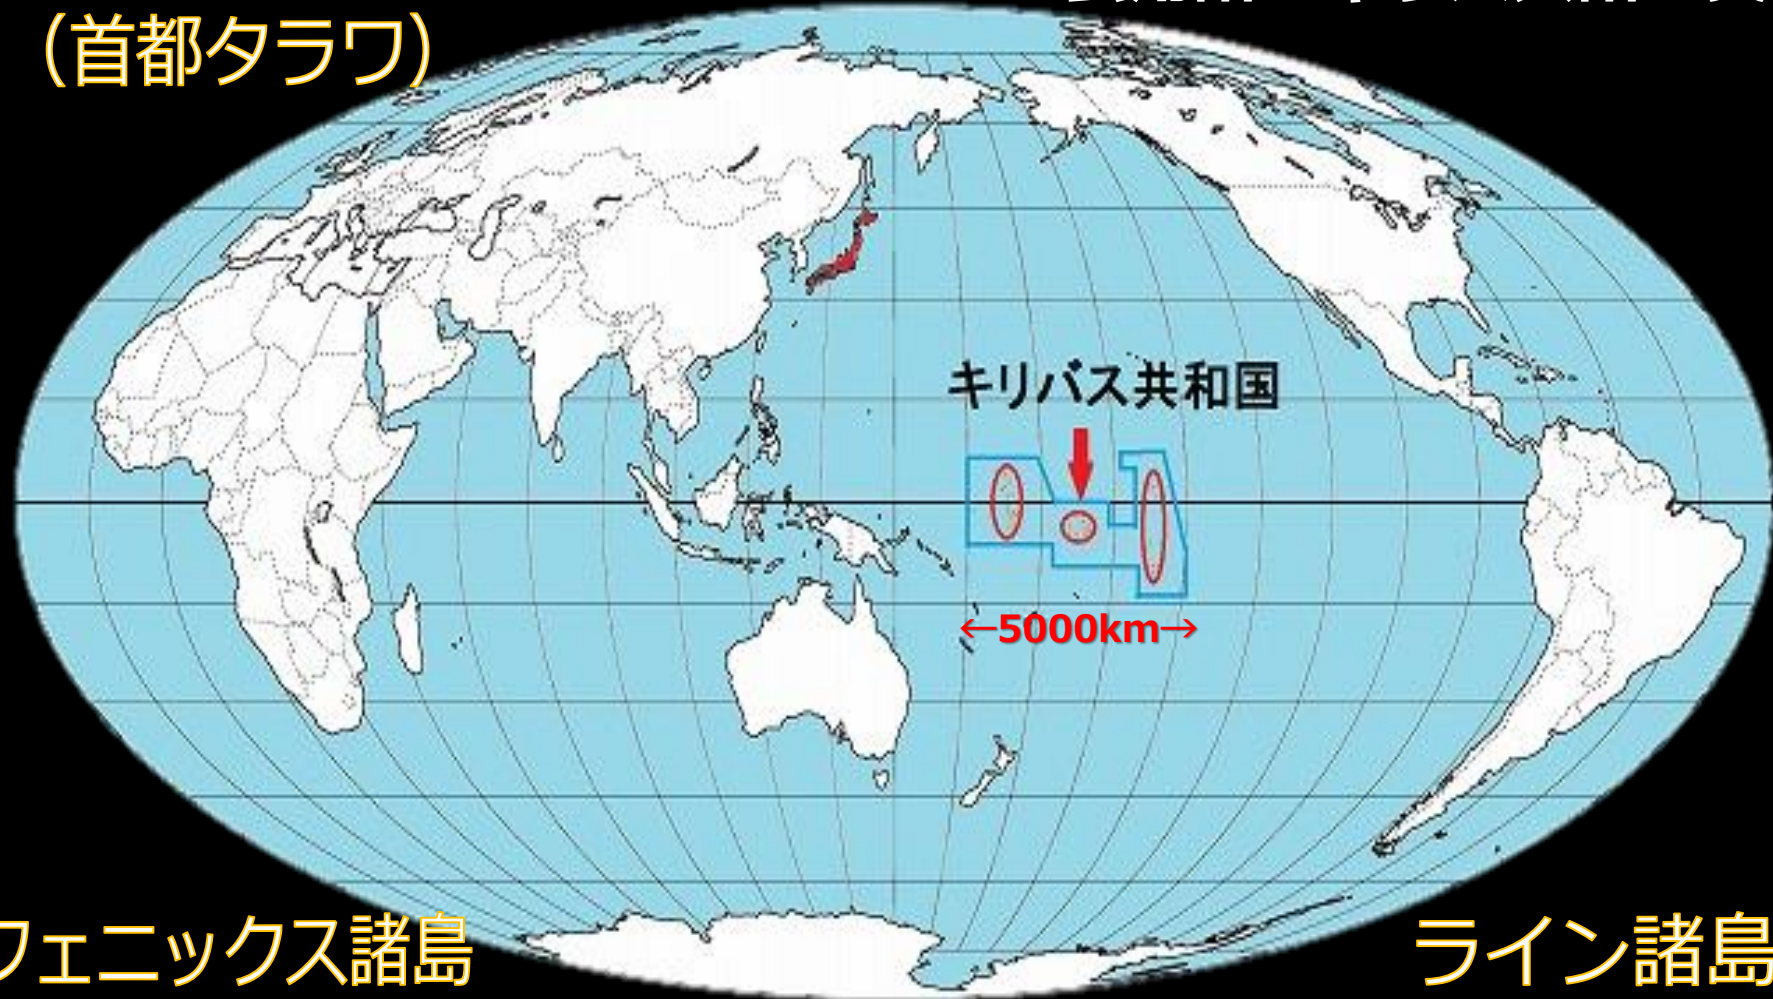 （首都タラワ）
キリバス共和国
←5000km→
フェニックス諸島
ライン諸島